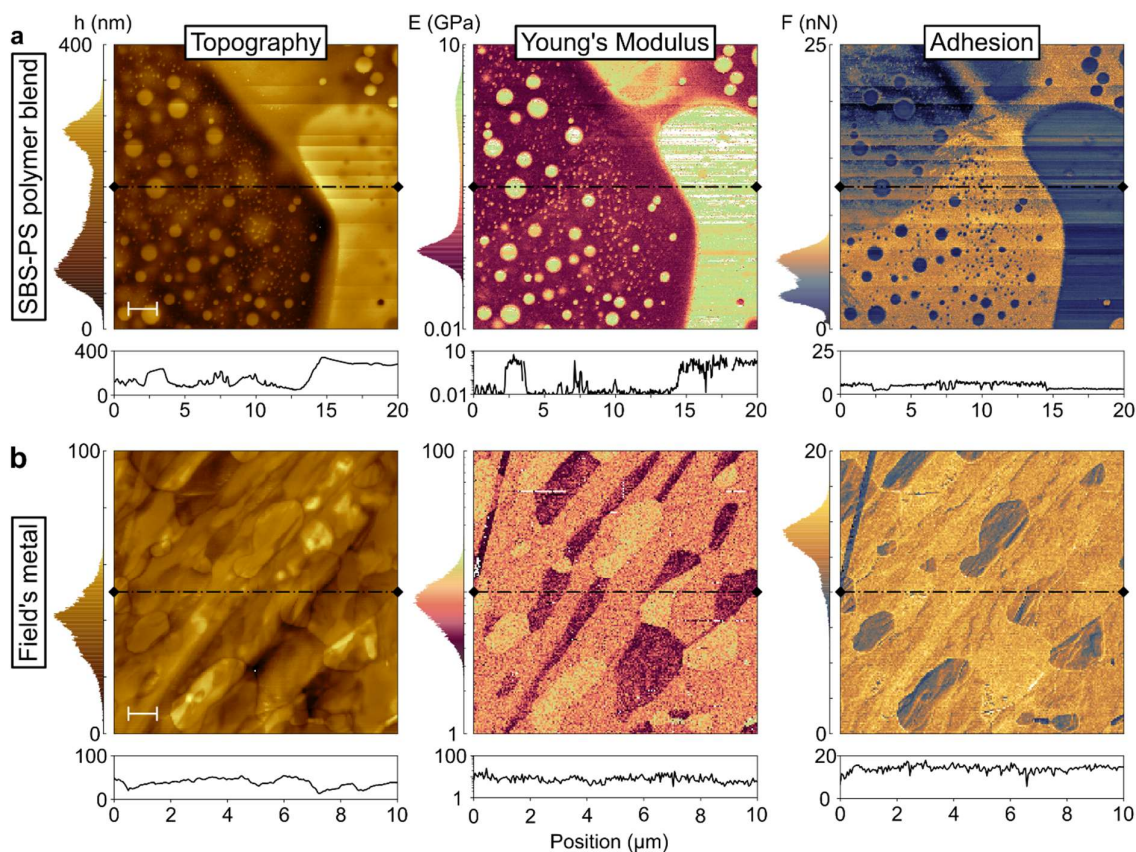 a
h (nm)
Topography
E (GPa)
Young's Modulus
F (nN)
Adhesion
400
10
25
SBS-PS polymer blend
0
0.01
0
400
10
25
0
0.01
0
0 5 10 15 20
0 5 10 15 20
0 5 10 15 20
b
100
100
20
Field's metal
0
1
0
100
100
20
0
1
0
0 2 4 6 8 10
0 2 4 6 8 10
0 2 4 6 8 10
Position (μm)